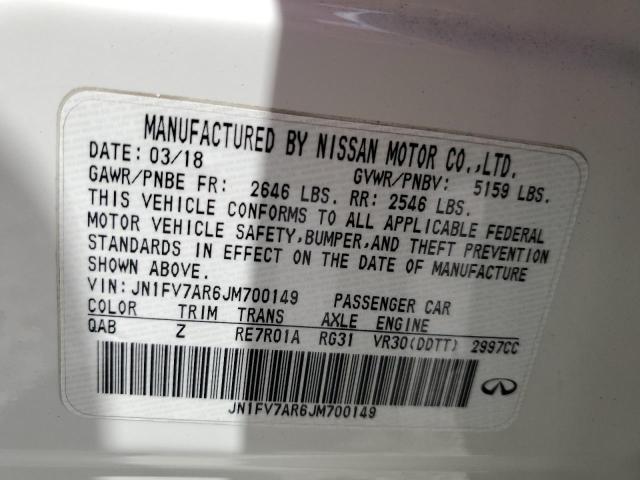 MANUFACTURED BY NISSAN MOTOR CO.,LTD.
DATE: 03/18 GVWR/PNBV: 5159 LBS.
GAWR/PNBE FR: 2646 LBS. RR: 2546 LBS.
THIS VEHICLE CONFORMS TO ALL APPLICABLE FEDERAL
MOTOR VEHICLE SAFETY,BUMPER,AND THEFT PREVENTION
STANDARDS IN EFFECT ON THE DATE OF MANUFACTURE
SHOWN ABOVE.
VIN: JN1FV7AR6JM700149 PASSENGER CAR
COLOR TRIM TRANS AXLE ENGINE
QAB Z RE7R01A RG31 VR30(DDTT) 2997CC
JN1FV7AR6JM700149